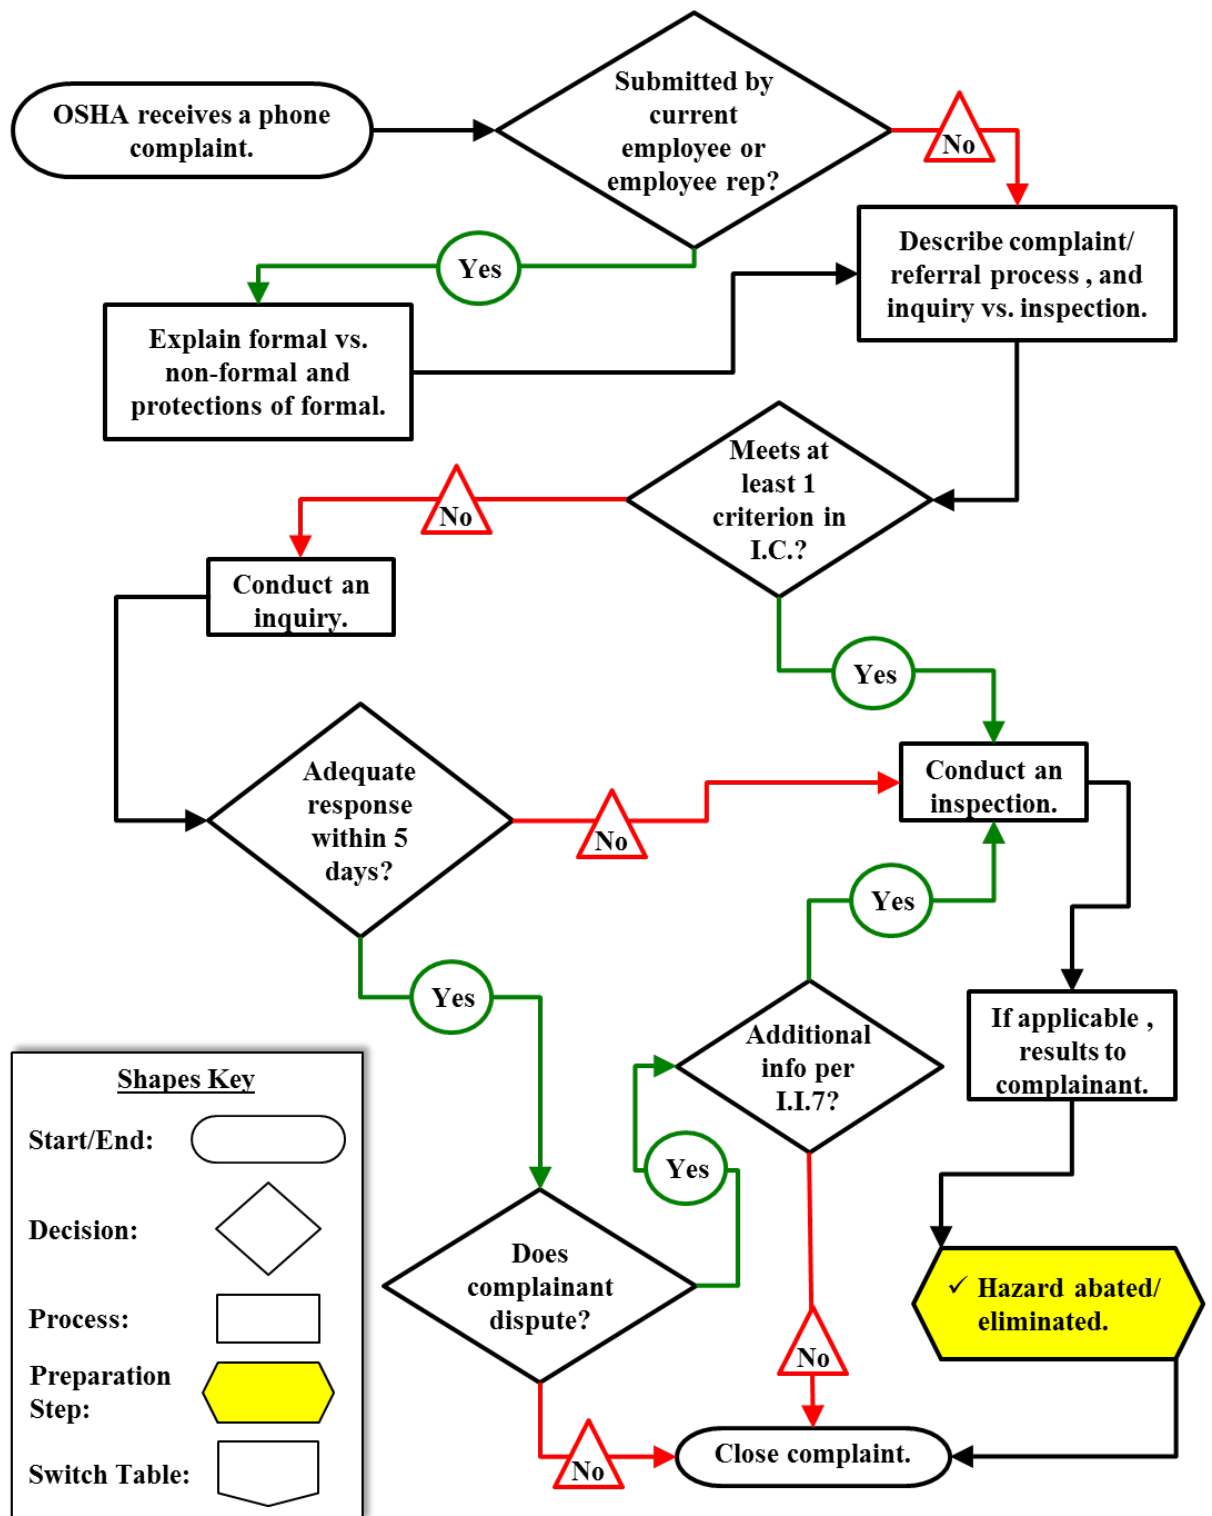 OSHA receives a phone
complaint.
Submitted by
current
employee or
employee rep?
No
Yes
Describe complaint/
referral process , and
inquiry vs. inspection.
Explain formal vs.
non-formal and
protections of formal.
Meets at
least 1
criterion in
I.C.?
No
Conduct an
inquiry.
Yes
Adequate
response
within 5
days?
No
Conduct an
inspection.
Yes
Yes
Additional
info per
I.I.7?
If applicable ,
results to
complainant.
Yes
Does
complainant
dispute?
✓ Hazard abated/
eliminated.
No
No
Close complaint.
Shapes Key
Start/End:
Decision:
Process:
Preparation
Step:
Switch Table: